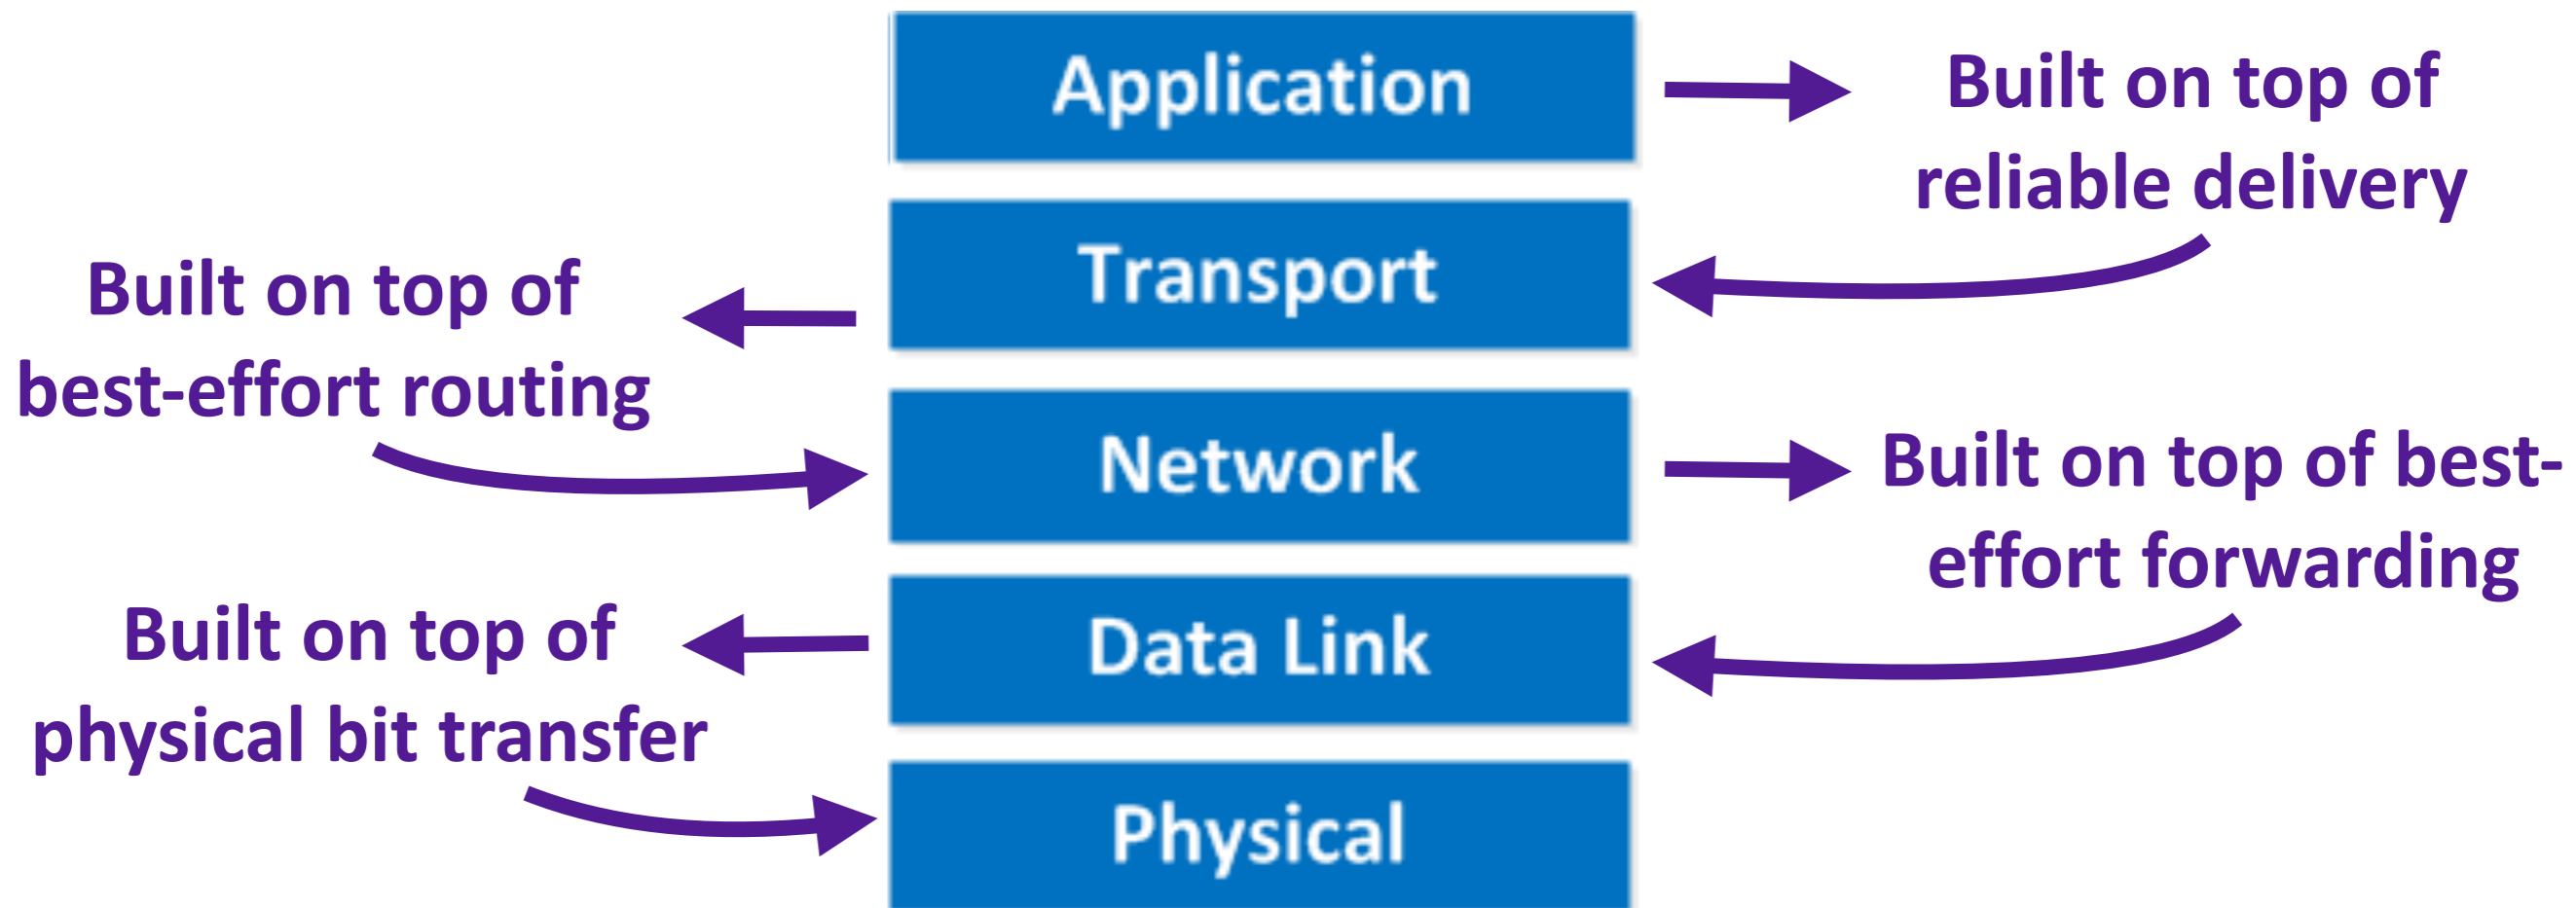 Application
Built on top of
reliable delivery
Transport
Built on top of
best-effort routing
Network
Built on top of best-
effort forwarding
Data Link
Built on top of
physical bit transfer
Physical